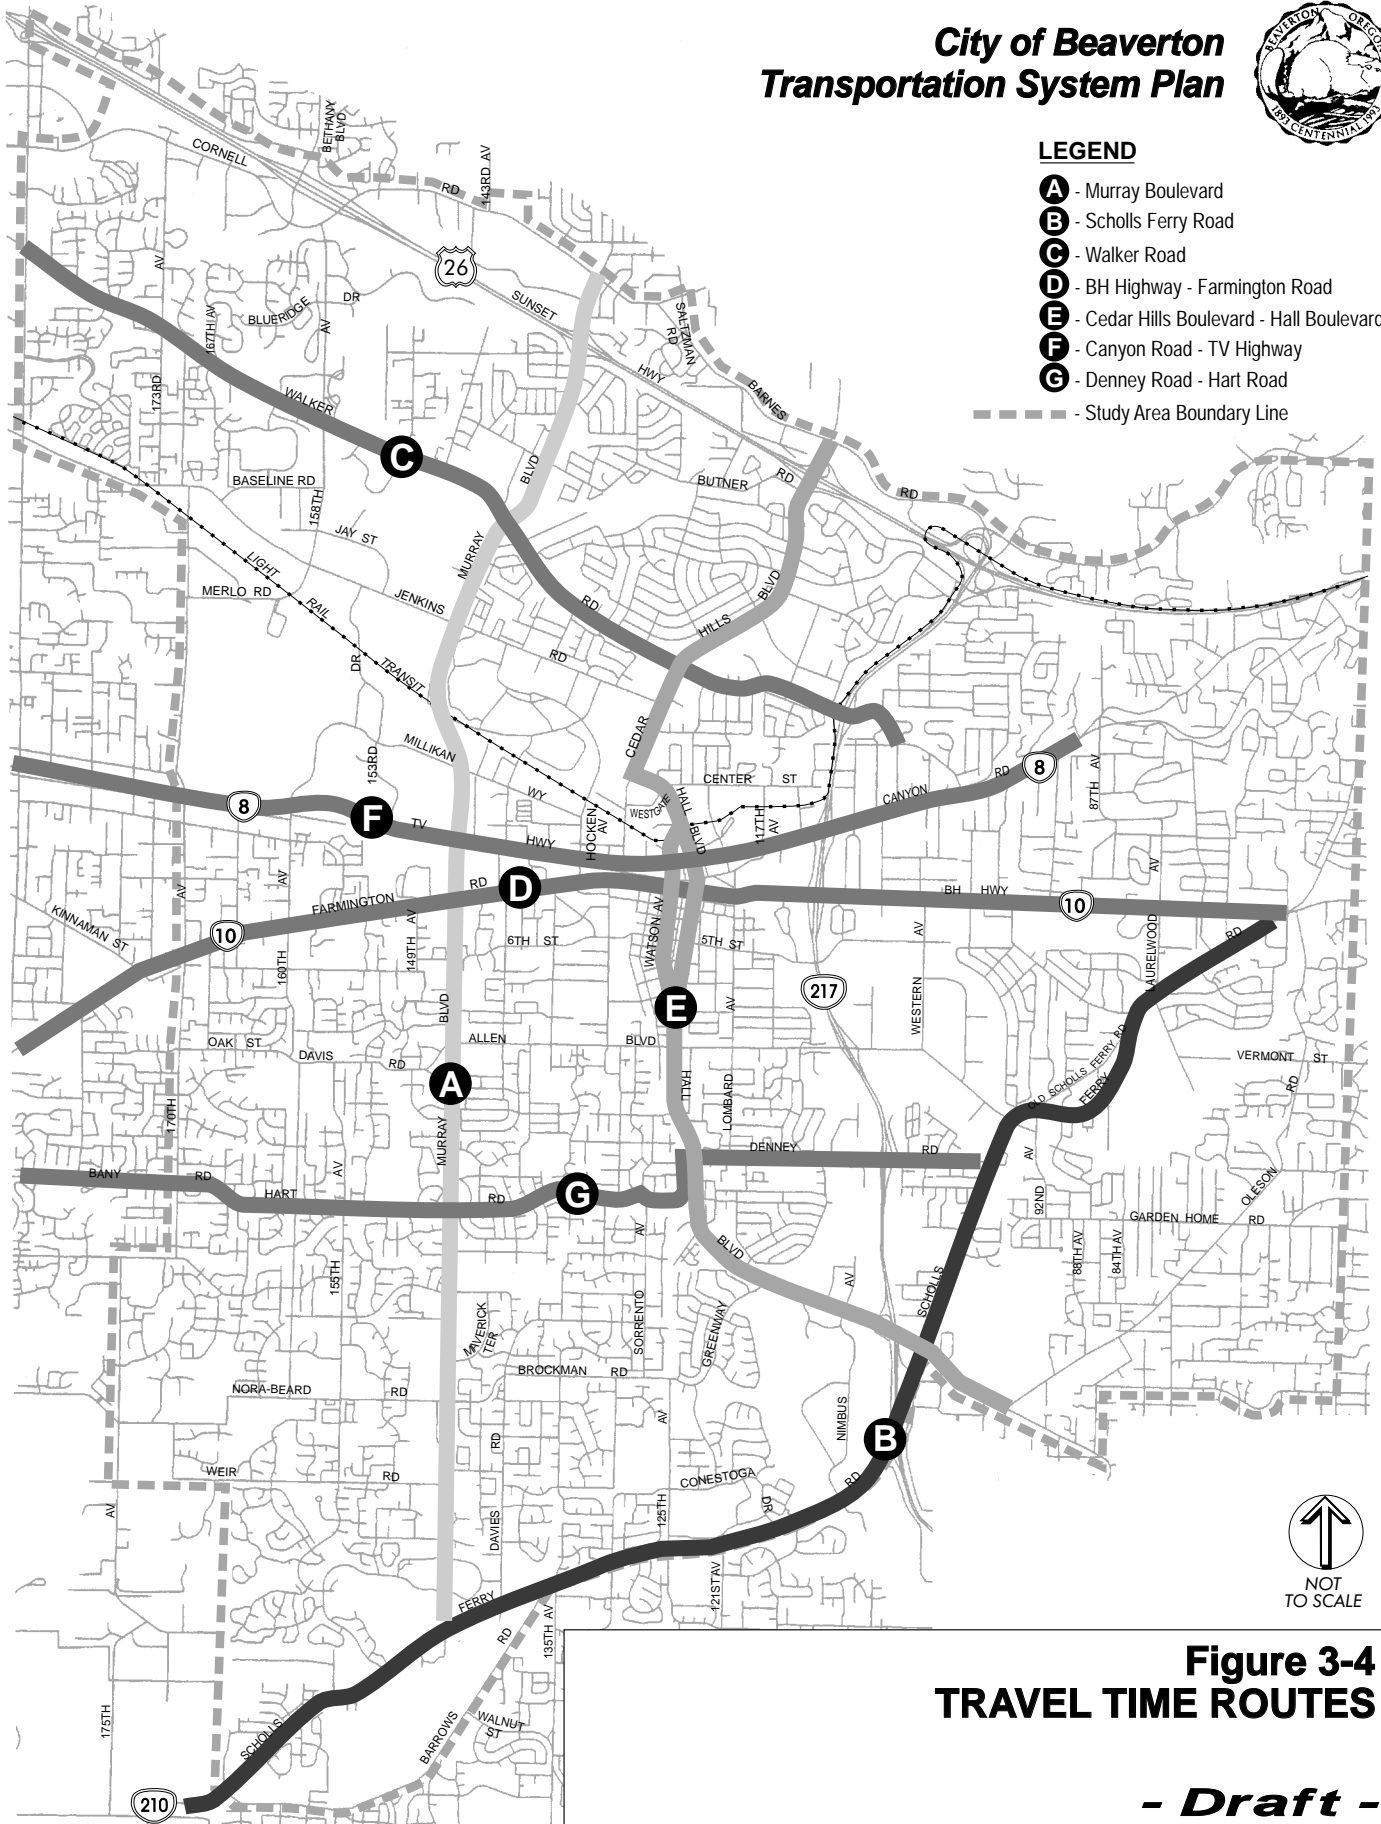 City of Beaverton
Transportation System Plan
BEAVERTON OREGON
1893 CENTENNIAL 1993
LEGEND
A - Murray Boulevard
B - Scholls Ferry Road
C - Walker Road
D - BH Highway - Farmington Road
E - Cedar Hills Boulevard - Hall Boulevard
F - Canyon Road - TV Highway
G - Denney Road - Hart Road
- Study Area Boundary Line
CORNELL
RD
BETHANY
BLVD
143RD AV
26
SUNSET
HWY
SALTZMAN
RD
BARNES
RD
AV
167TH AV
BLUERIDGE
DR
AV
173RD
WALKER
C
RD
BASELINE RD
158TH
JAY ST
BLVD
MURRAY
BUTNER
RD
LIGHT
RAIL
TRANSIT
MERLO RD
JENKINS
RD
DR
HILLS
BLVD
CEDAR
MILLIKAN
WY
153RD
CENTER ST
WESTGATE
HALL
BLVD
HOCKEN
AV
117TH
AV
CANYON
RD
8
87TH AV
8
F
TV
HWY
D
RD
FARMINGTON
10
AV
KINNAMAN ST
AV
160TH
149TH AV
6TH ST
WATSON AV
5TH ST
BH HWY
10
AV
LAURELWOOD
RD
AV
WESTERN
217
E
AV
BLVD
OAK ST
DAVIS
RD
ALLEN
BLVD
A
HALL
LOMBARD
OLD SCHOLLS FERRY RD
FERRY
VERMONT ST
RD
170TH
MURRAY
DENNEY
RD
BANY
RD
HART
AV
RD
G
AV
AV
92ND
OLESON
GARDEN HOME RD
88TH AV
84TH AV
BLVD
155TH
AV
SCHOLLS
MAVERICK
TER
SORRENTO
GREENWAY
BROCKMAN RD
NORA-BEARD
RD
AV
NIMBUS
B
RD
WEIR
RD
RD
CONESTOGA
DR
AV
DAVIES
125TH
FERRY
121ST AV
135TH AV
RD
175TH
SCHOLLS
BARROWS
WALNUT
ST
210
NOT
TO SCALE
Figure 3-4
TRAVEL TIME ROUTES
- Draft -